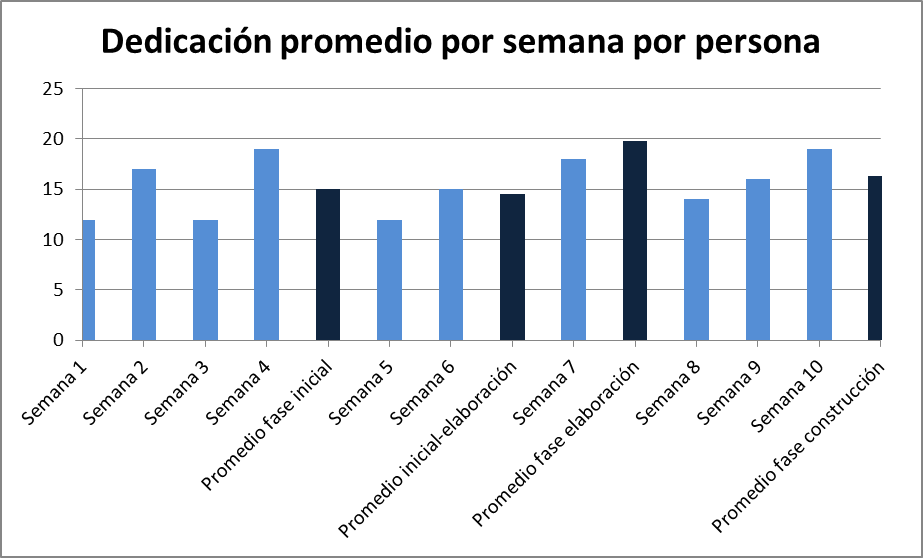 Dedicación promedio por semana por persona
25
20
15
10
5
0
Semana 1
Semana 2
Semana 3
Semana 4
Promedio fase inicial
Semana 5
Semana 6
Promedio inicial-elaboración
Semana 7
Promedio fase elaboración
Semana 8
Semana 9
Semana 10
Promedio fase construcción